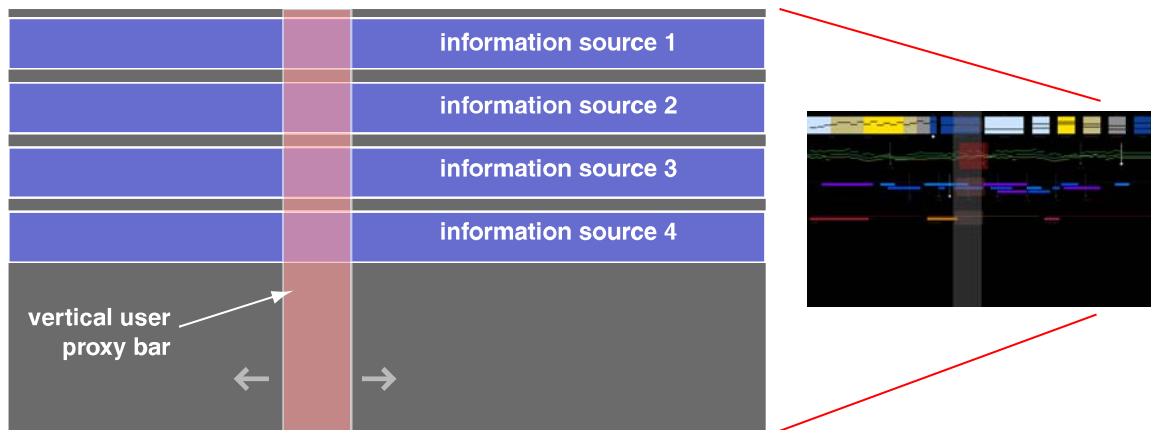 information source 1
information source 2
information source 3
information source 4
vertical user
proxy bar